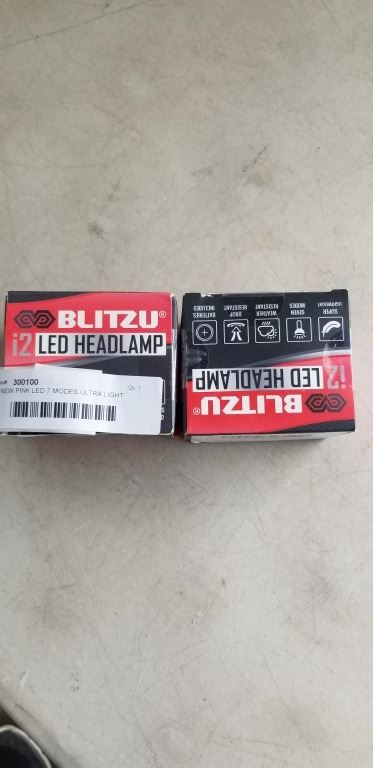 BLITZU®
i2 LED HEADLAMP
300100
NEW PINK LED 7 MODES ULTRA LIGHT
BLITZU®
i2 LED HEADLAMP
SUPER LIGHTWEIGHT
SEVEN MODES
WEATHER RESISTANT
DROP RESISTANT
BATTERIES INCLUDED